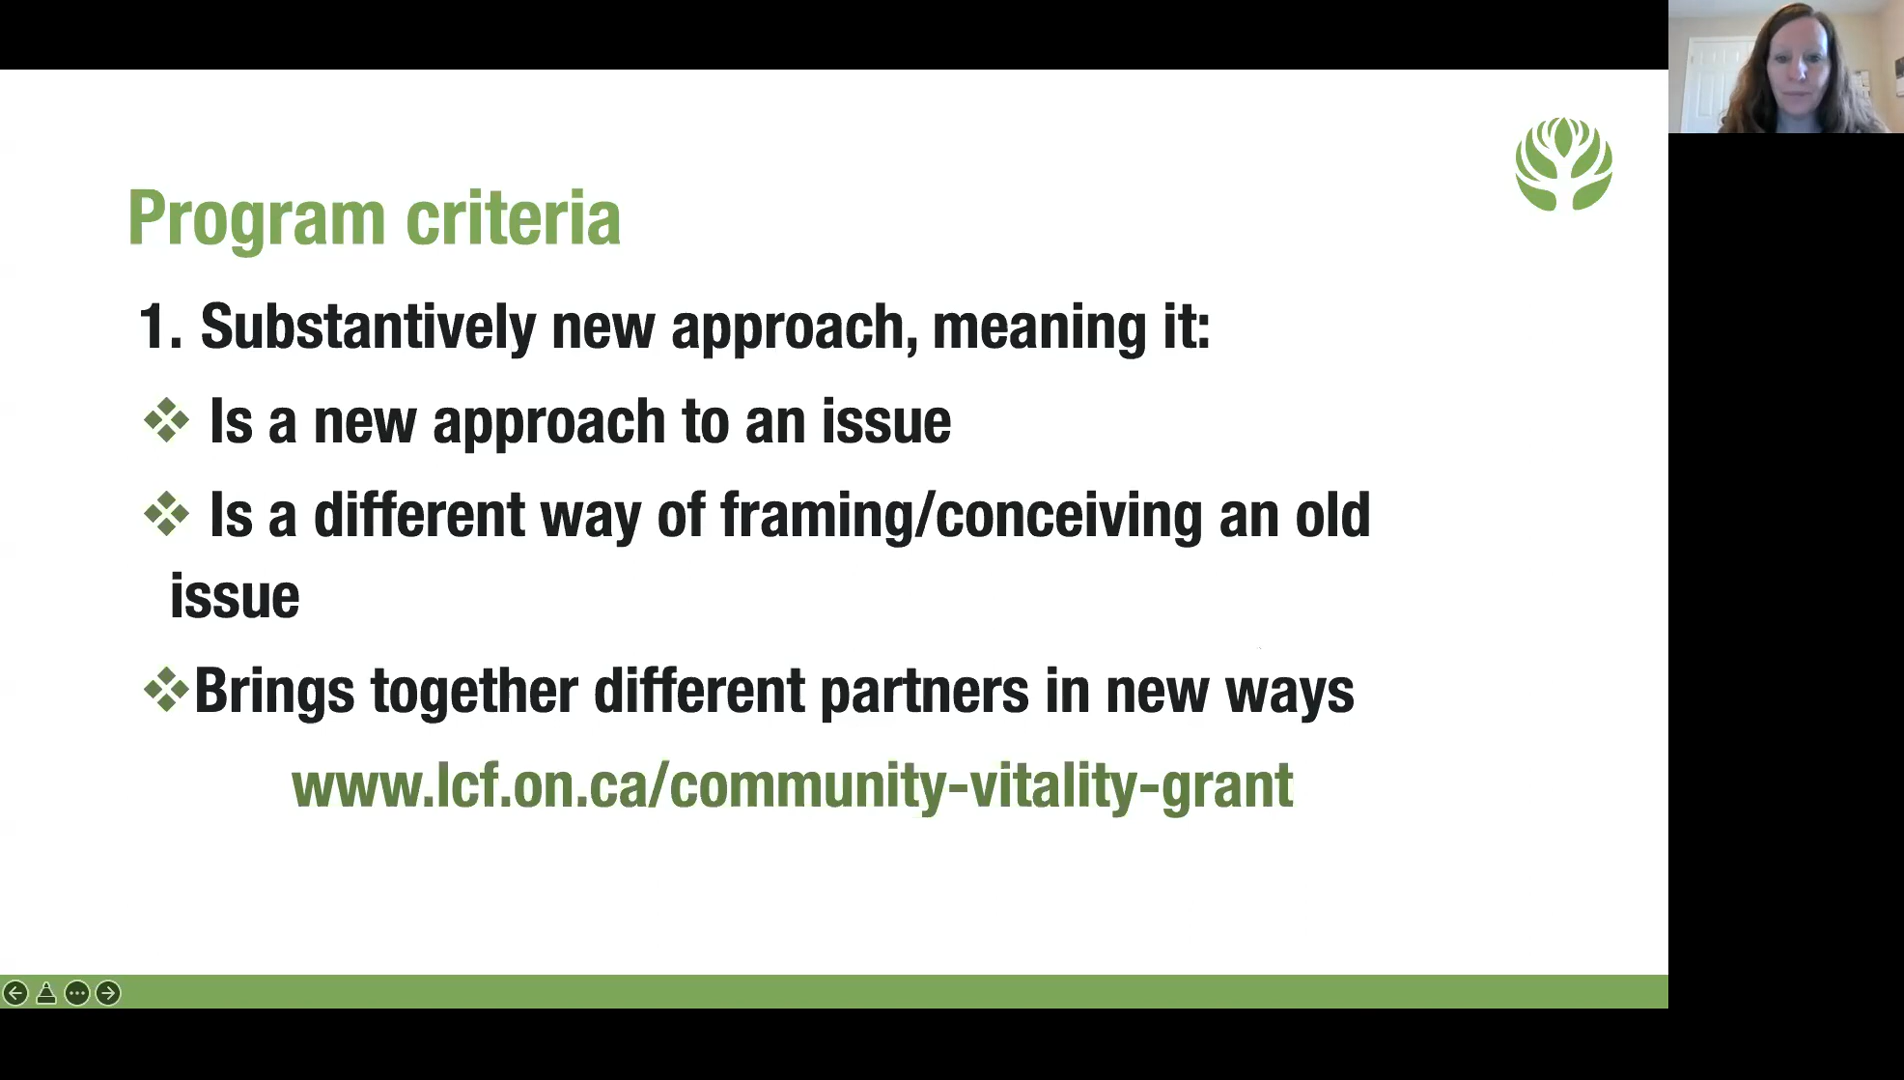 Program criteria
1. Substantively new approach, meaning it:
Is a new approach to an issue
Is a different way of framing/conceiving an old
issue
Brings together different partners in new ways
www.lcf.on.ca/community-vitality-grant